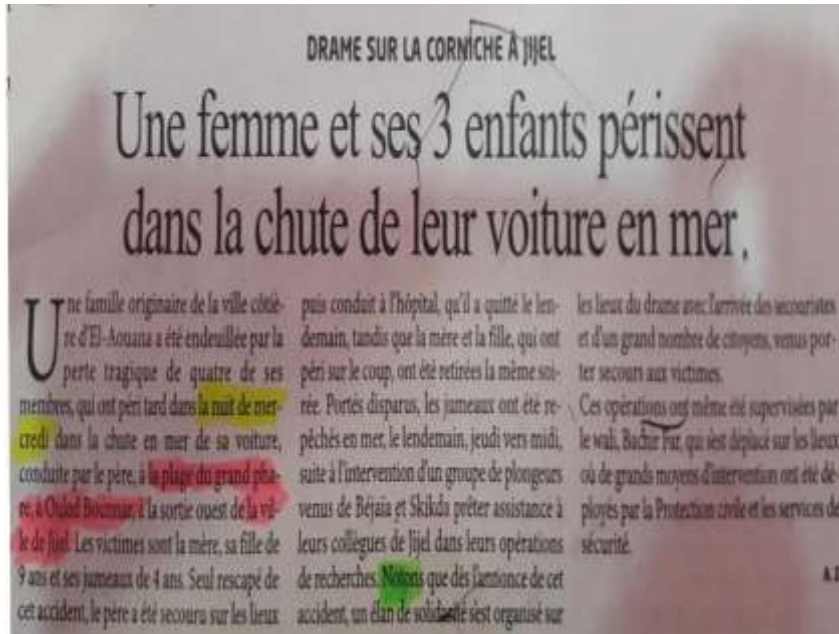 DRAME SUR LA CORNICHE À JIJEL
Une femme et ses 3 enfants périssent
dans la chute de leur voiture en mer.
Une famille originaire de la ville côtiè-
re d'El-Aouana a été endeuillée par la
perte tragique de quatre de ses
membres, qui ont péri tard dans la nuit de mer-
credi dans la chute en mer de sa voiture,
conduite par le père, à la plage du grand pha-
re, à Ouled Bounnar, à la sortie ouest de la vil-
le de Jijel. Les victimes sont la mère, sa fille de
9 ans et ses jumeaux de 4 ans. Seul rescapé de
cet accident, le père a été secouru sur les lieux
puis conduit à l'hôpital, qu'il a quitté le len-
demain, tandis que la mère et la fille, qui ont
péri sur le coup, ont été retirées la même soi-
rée. Portés disparus, les jumeaux ont été re-
pêchés en mer, le lendemain, jeudi vers midi,
suite à l'intervention d'un groupe de plongeurs
venus de Béjaïa et Skikda prêter assistance à
leurs collègues de Jijel dans leurs opérations
de recherches. Notons que dès l'annonce de cet
accident, un élan de solidarité s'est organisé sur
les lieux du drame avec l'arrivée des secouristes
et d'un grand nombre de citoyens, venus por-
ter secours aux victimes.
Ces opérations ont même été supervisées par
le wali, Bachir Far, qui s'est déplacé sur les lieux,
où de grands moyens d'intervention ont été dé-
ployés par la Protection civile et les services de
sécurité.